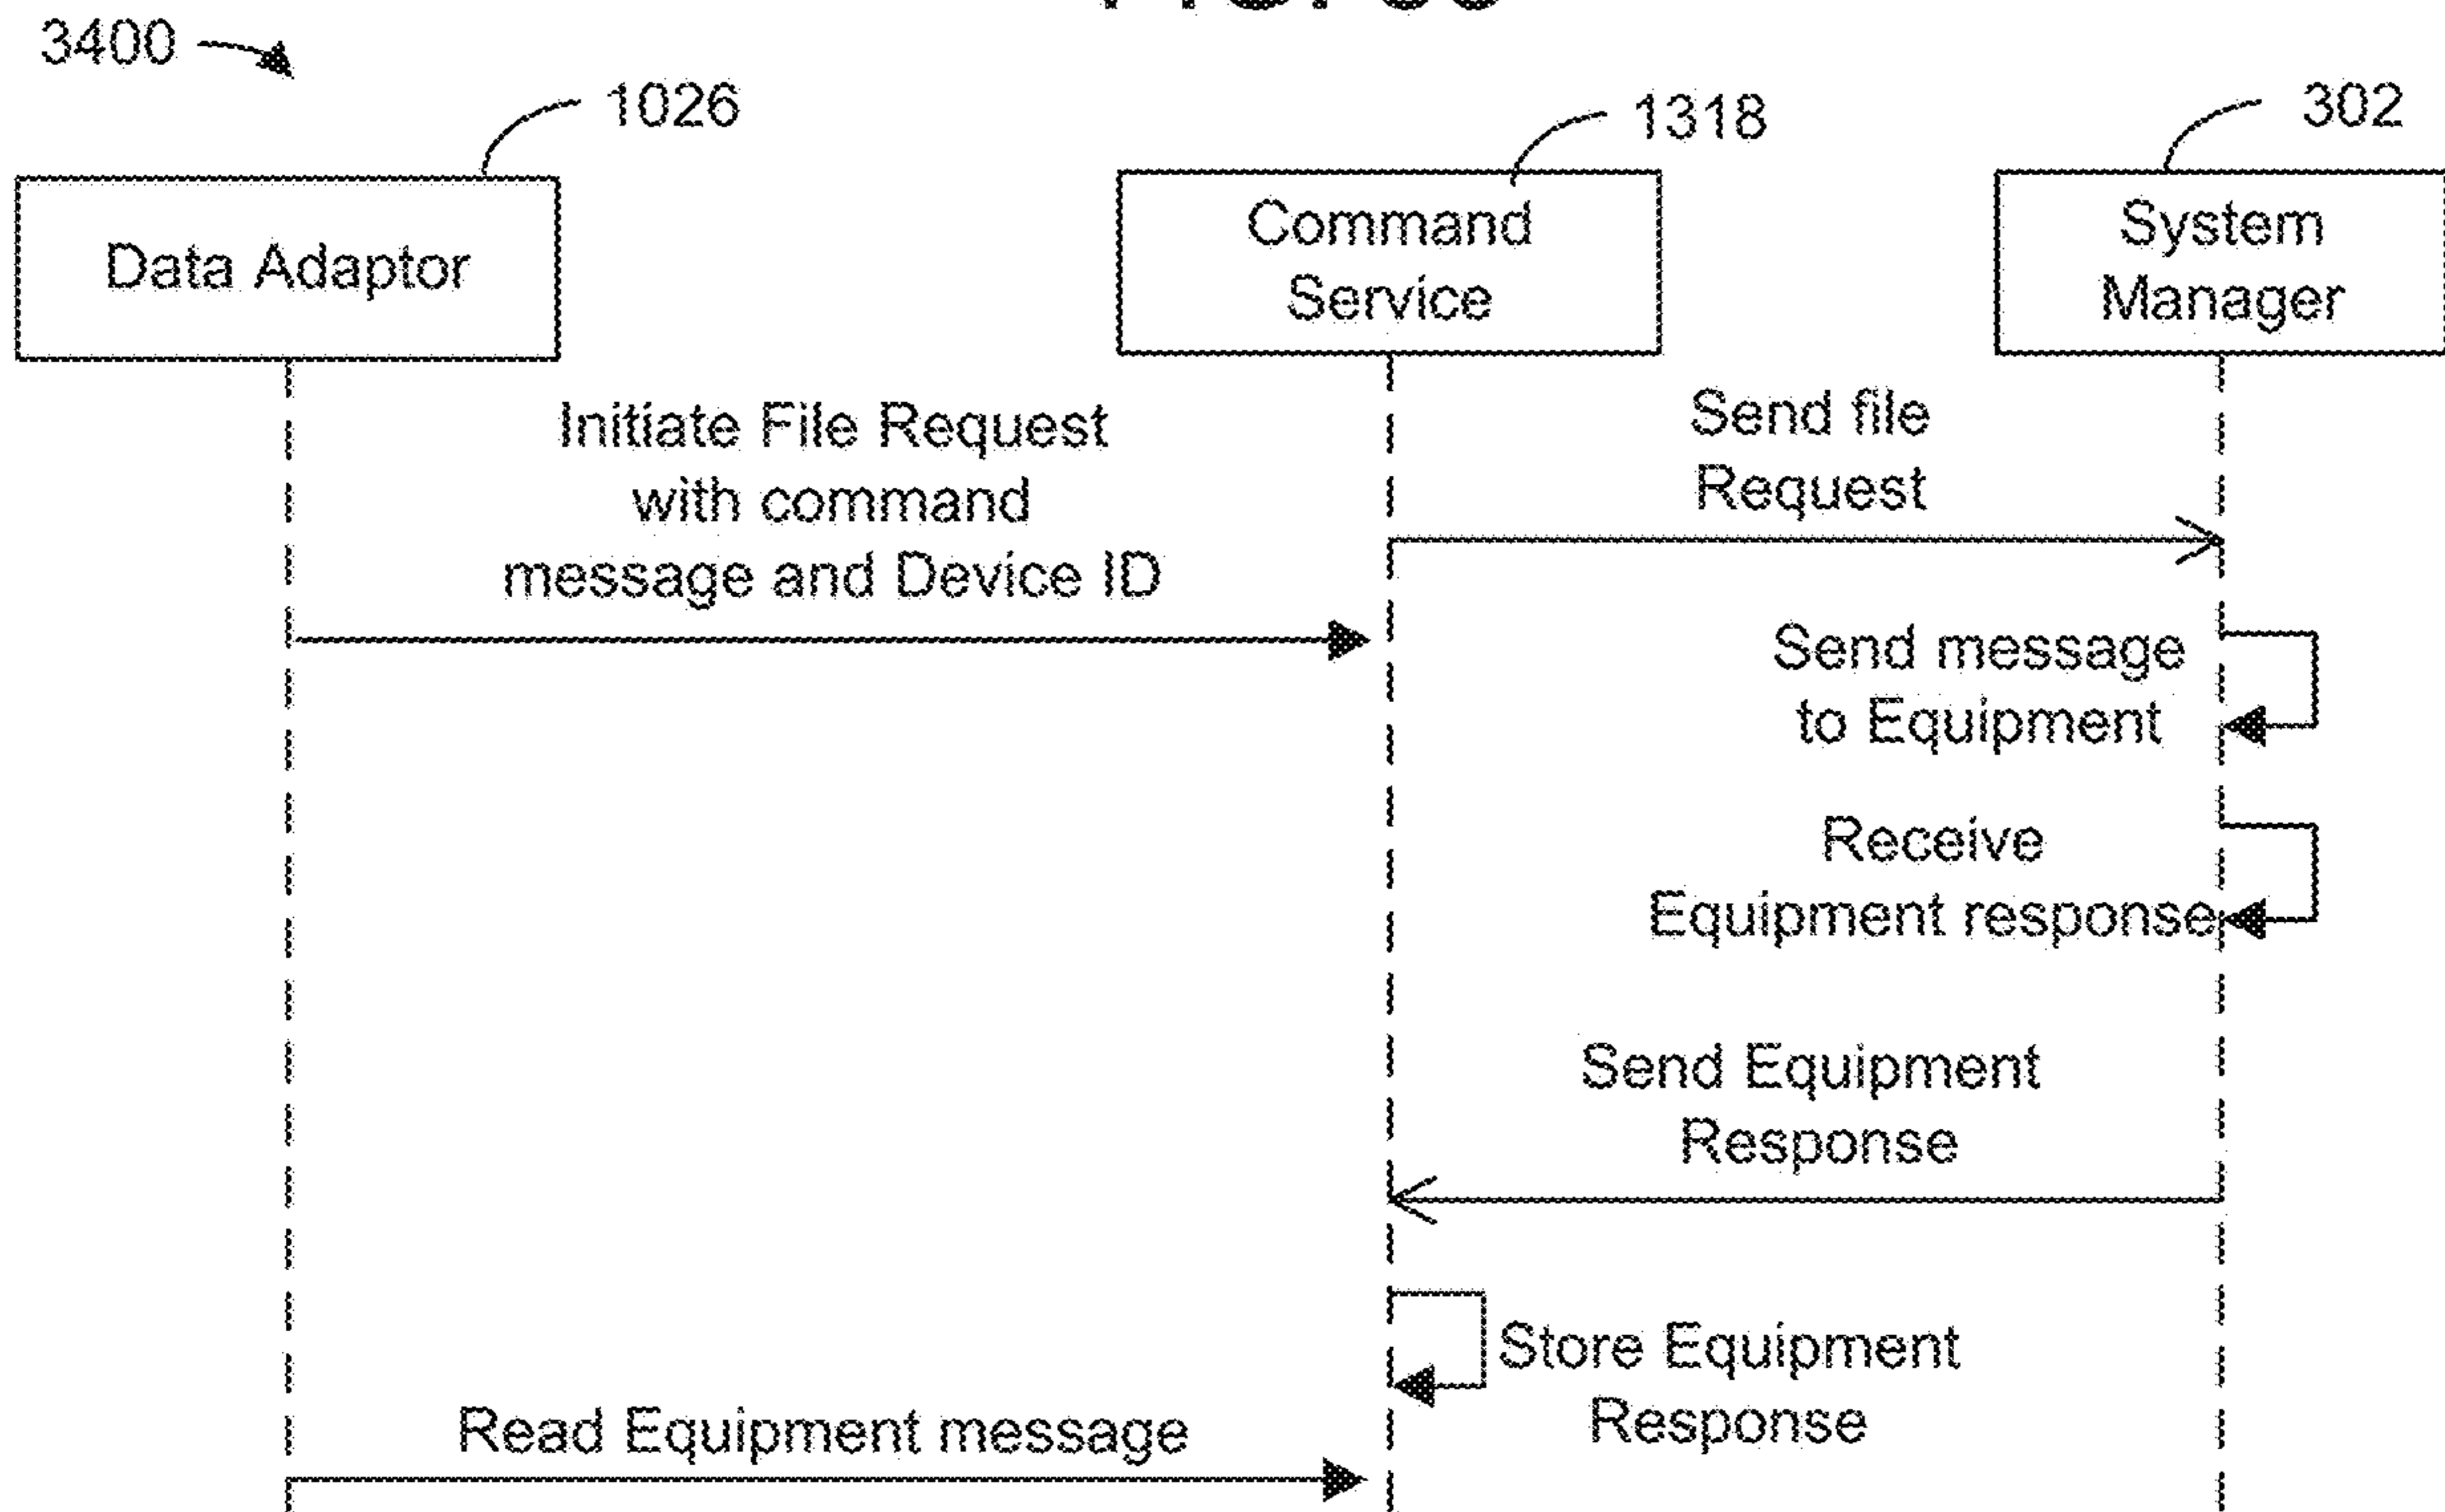 3400
1026
1318
302
Data Adaptor
Command
Service
System
Manager
Initiate File Request
with command
message and Device ID
Send file
Request
Send message
to Equipment
Receive
Equipment response
Send Equipment
Response
Store Equipment
Response
Read Equipment message